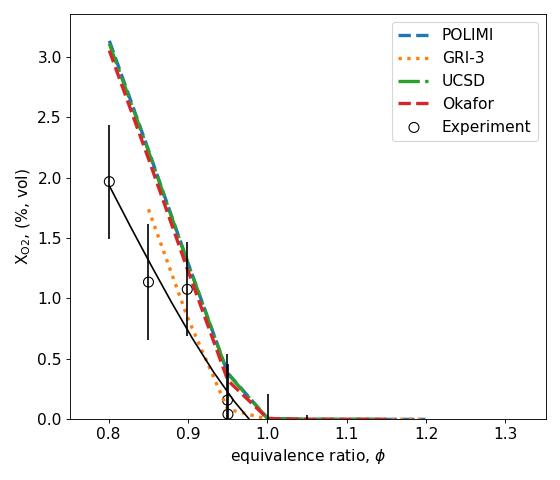 POLIMI
GRI-3
UCSD
Okafor
Experiment
X_O2, (%, vol)
3.0
2.5
2.0
1.5
1.0
0.5
0.0
0.8 0.9 1.0 1.1 1.2 1.3
equivalence ratio, ϕ